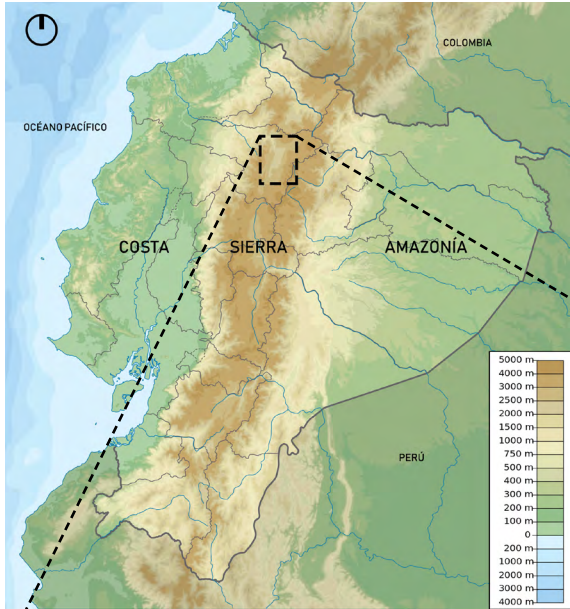 COLOMBIA
OCÉANO PACÍFICO
COSTA
SIERRA
AMAZONÍA
PERÚ
5000 m
4000 m
3000 m
2500 m
2000 m
1500 m
1000 m
750 m
500 m
400 m
300 m
200 m
100 m
0
200 m
1000 m
2000 m
3000 m
4000 m